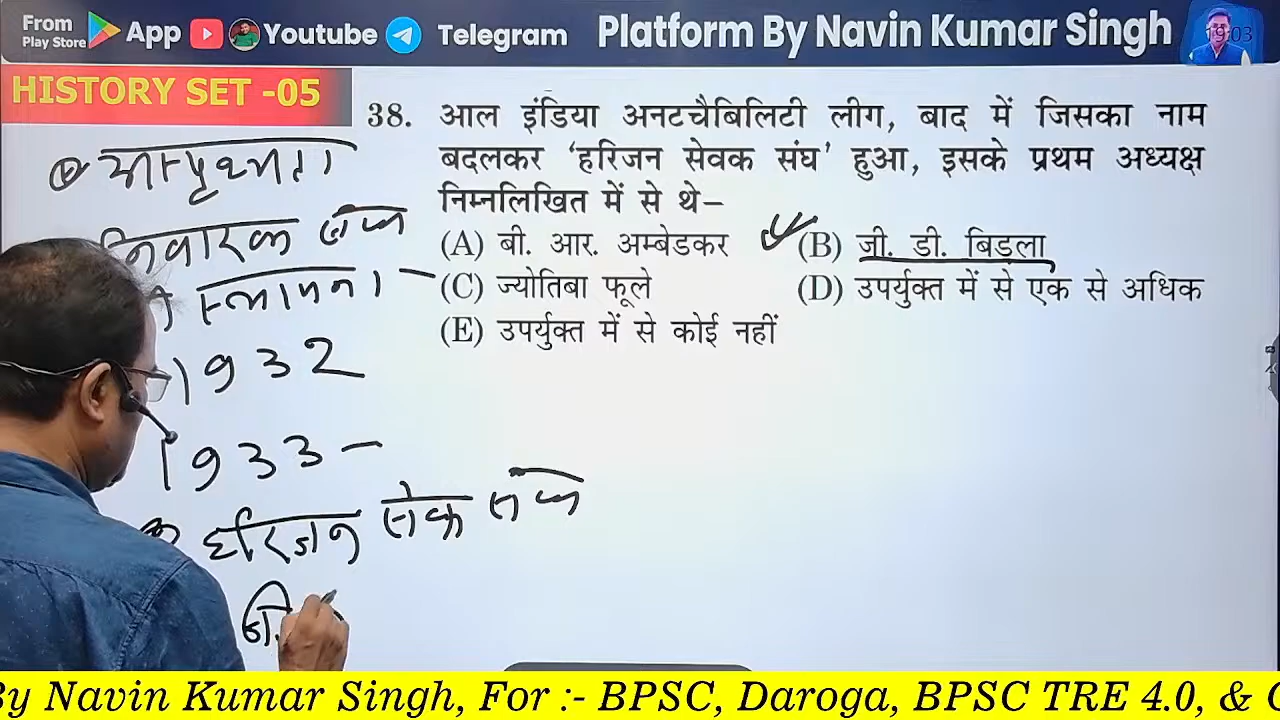 From
Play Store
App
Youtube
Telegram
Platform By Navin Kumar Singh
HISTORY SET -05
38. आल इंडिया अनटचैबिलिटी लीग, बाद में जिसका नाम
बदलकर ‘हरिजन सेवक संघ’ हुआ, इसके प्रथम अध्यक्ष
निम्नलिखित में से थे–
(A) बी. आर. अम्बेडकर (B) जी. डी. बिड़ला
(C) ज्योतिबा फूले (D) उपर्युक्त में से एक से अधिक
(E) उपर्युक्त में से कोई नहीं
निवारक संघ
स्थापना –
1932
1933 –
हरिजन सेवक संघ
By Navin Kumar Singh, For :- BPSC, Daroga, BPSC TRE 4.0, &